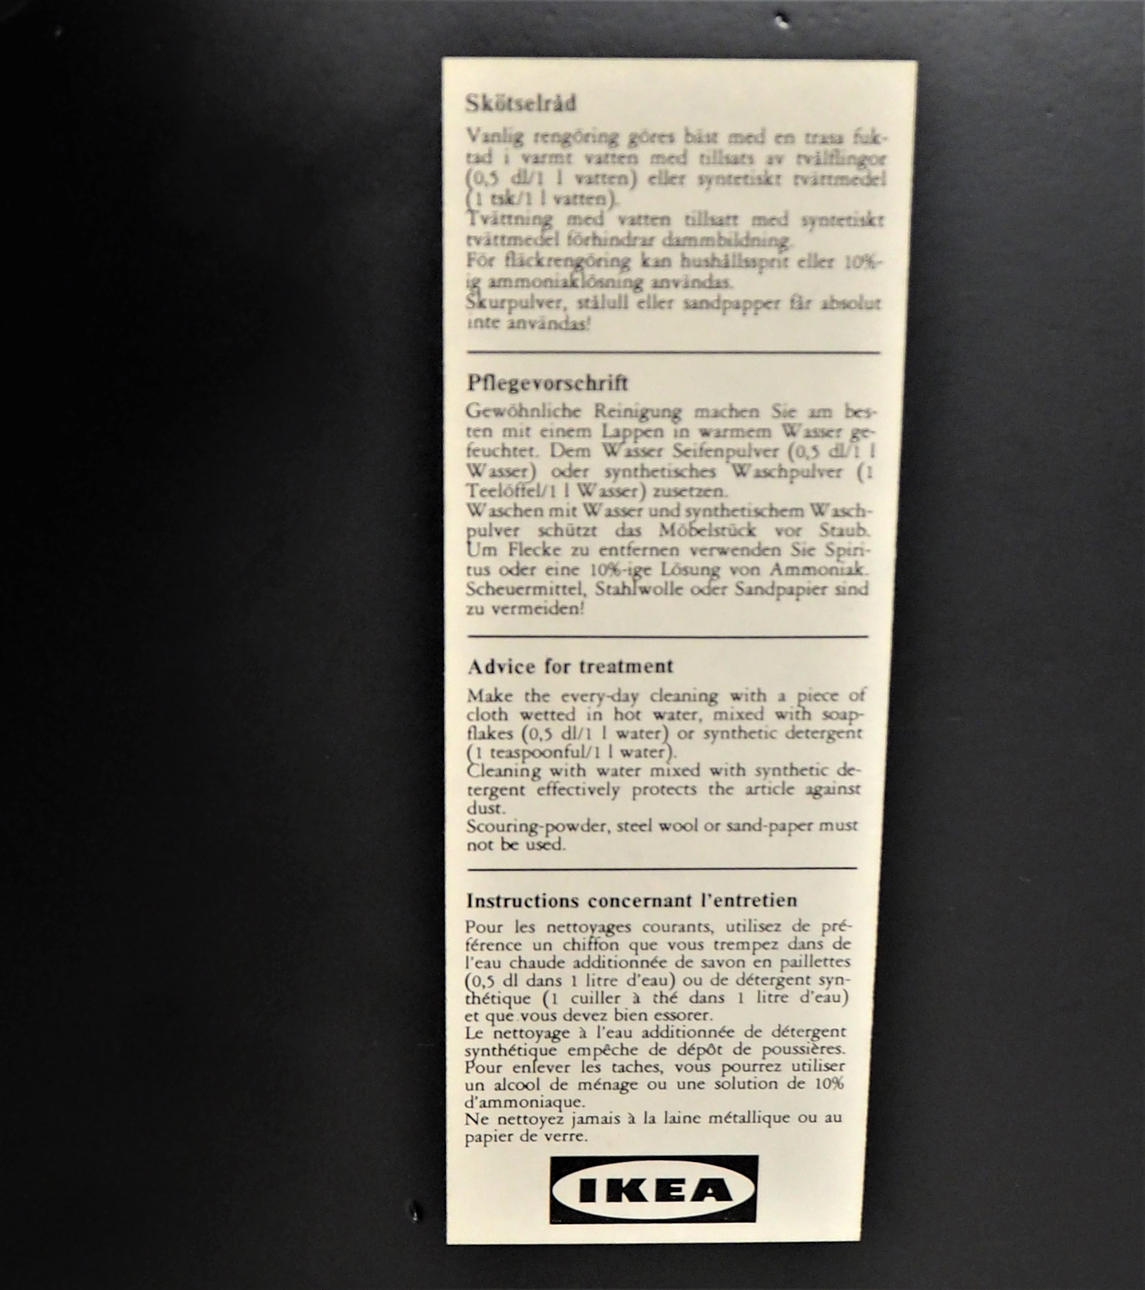 Skötselråd
Vanlig rengöring göres bäst med en trasa fuk-
tad i varmt vatten med tillsats av tvålflingor
(0,5 dl/1 l vatten) eller syntetiskt tvättmedel
(1 tsk/1 l vatten).
Tvättning med vatten tillsatt med syntetiskt
tvättmedel förhindrar dammbildning.
För fläckrengöring kan hushållssprit eller 10%-
ig ammoniaklösning användas.
Skurpulver, stålull eller sandpapper får absolut
inte användas!
Pflegevorschrift
Gewöhnliche Reinigung machen Sie am bes-
ten mit einem Lappen in warmem Wasser ge-
feuchtet. Dem Wasser Seifenpulver (0,5 dl/1 l
Wasser) oder synthetisches Waschpulver (1
Teelöffel/1 l Wasser) zusetzen.
Waschen mit Wasser und synthetischem Wasch-
pulver schützt das Möbelstück vor Staub.
Um Flecke zu entfernen verwenden Sie Spiri-
tus oder eine 10%-ige Lösung von Ammoniak.
Scheuermittel, Stahlwolle oder Sandpapier sind
zu vermeiden!
Advice for treatment
Make the every-day cleaning with a piece of
cloth wetted in hot water, mixed with soap-
flakes (0,5 dl/1 l water) or synthetic detergent
(1 teaspoonful/1 l water).
Cleaning with water mixed with synthetic de-
tergent effectively protects the article against
dust.
Scouring-powder, steel wool or sand-paper must
not be used.
Instructions concernant l'entretien
Pour les nettoyages courants, utilisez de pré-
férence un chiffon que vous trempez dans de
l'eau chaude additionnée de savon en paillettes
(0,5 dl dans 1 litre d'eau) ou de détergent syn-
thétique (1 cuiller à thé dans 1 litre d'eau)
et que vous devez bien essorer.
Le nettoyage à l'eau additionnée de détergent
synthétique empêche de dépôt de poussières.
Pour enlever les taches, vous pourrez utiliser
un alcool de ménage ou une solution de 10%
d'ammoniaque.
Ne nettoyez jamais à la laine métallique ou au
papier de verre.
IKEA